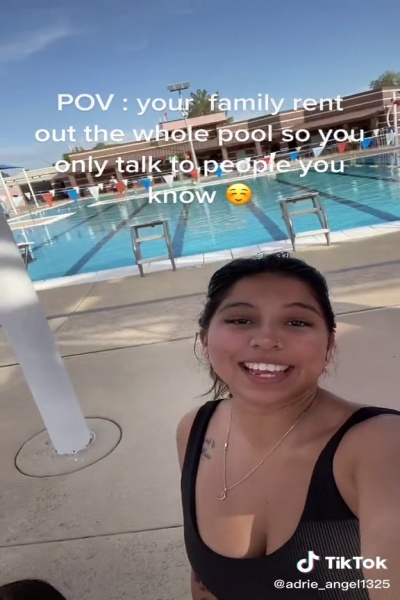 POV : your family rent
out the whole pool so you
only talk to people you
know ☺️
TikTok
@adrie_angel1325